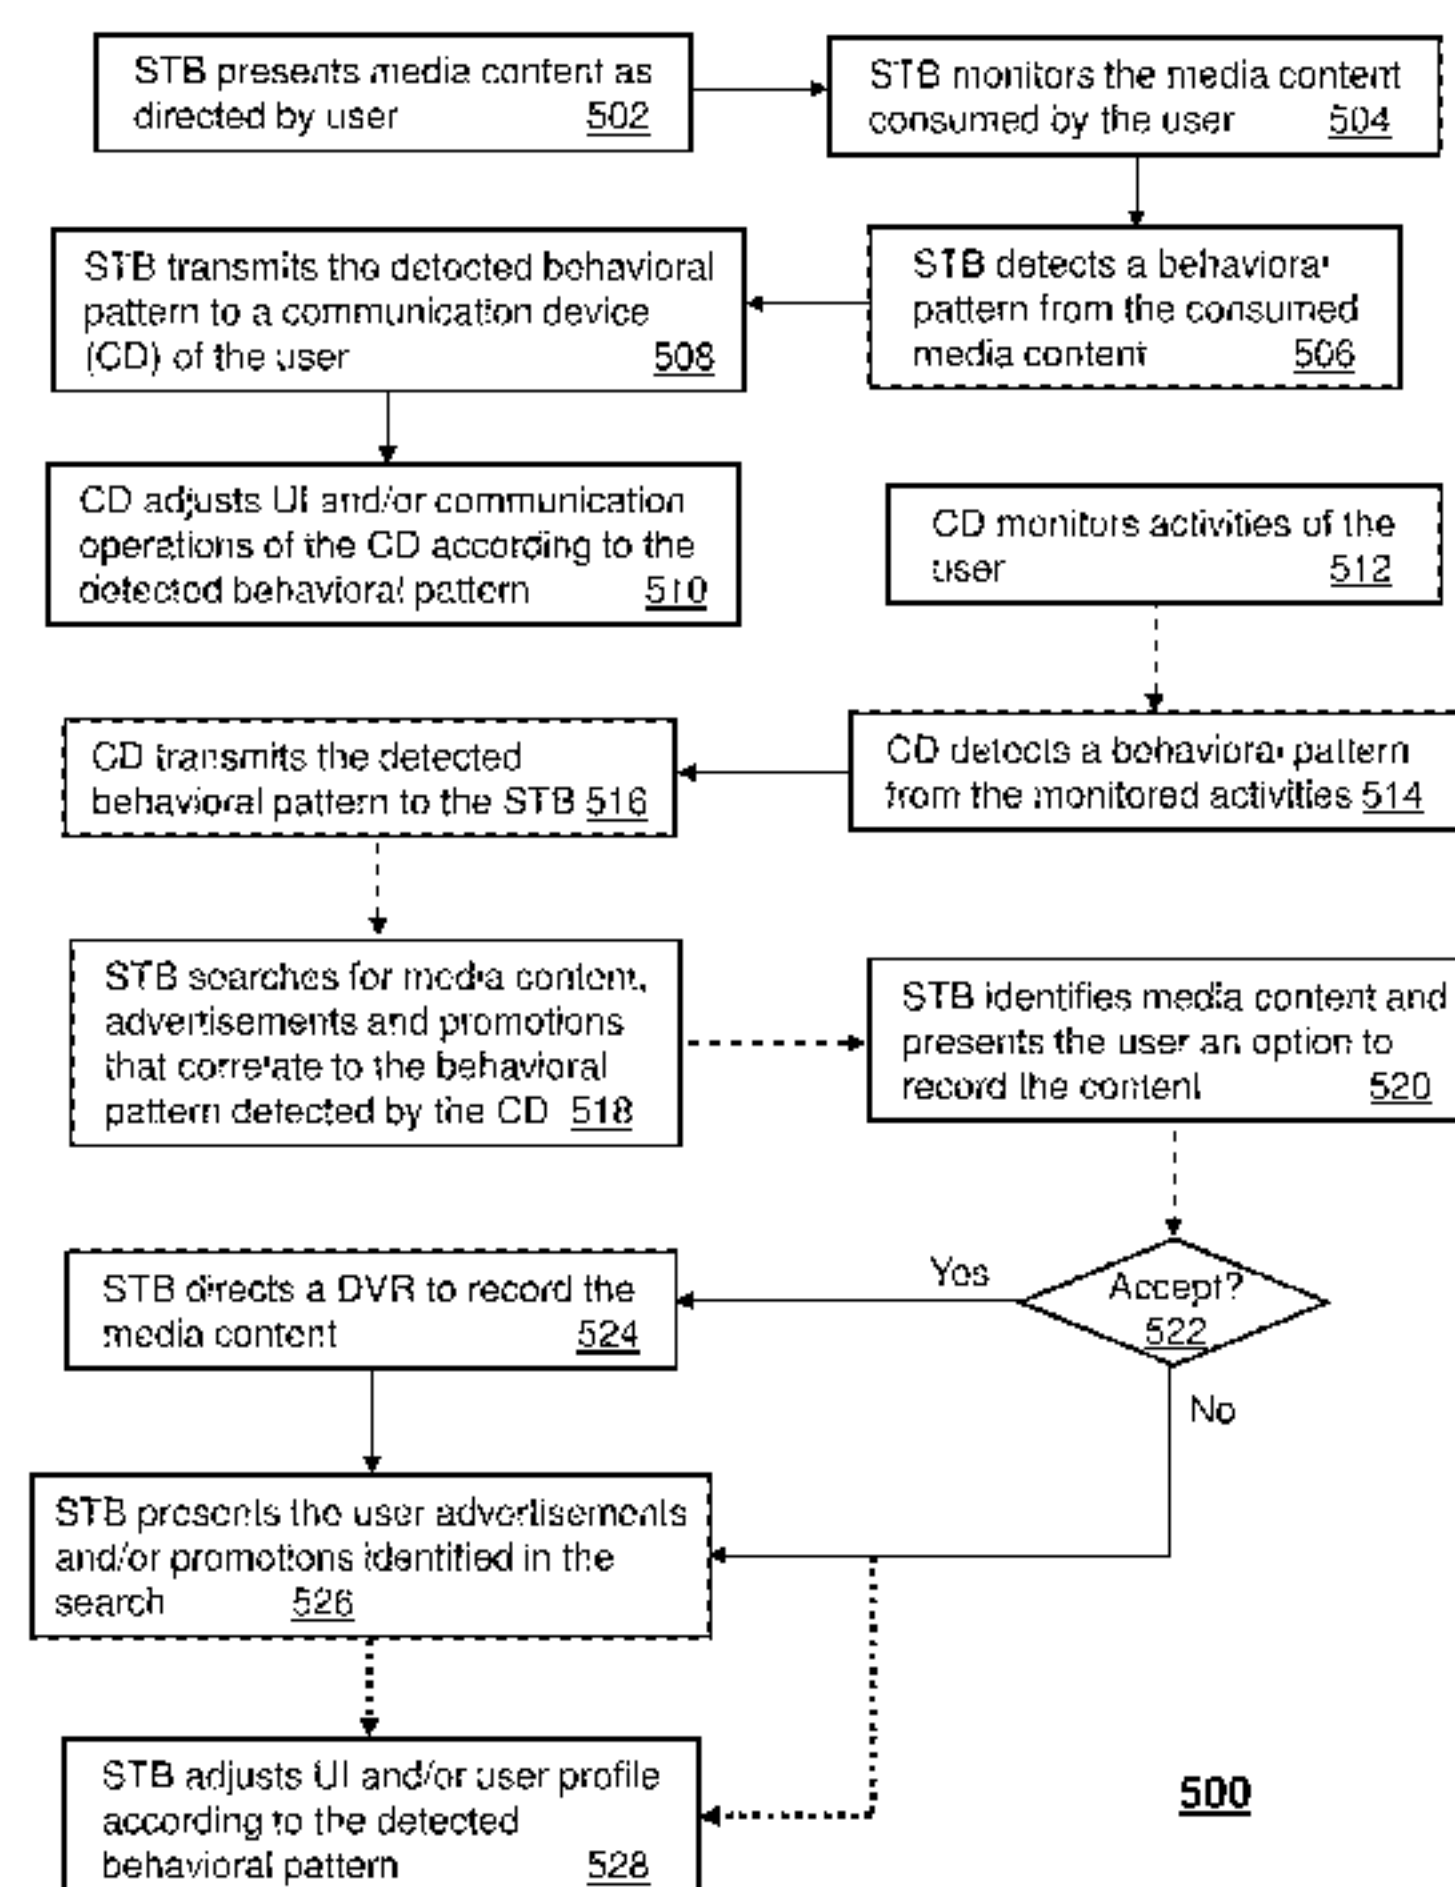 STB presents media content as
directed by user 502
STB monitors the media content
consumed by the user 504
STB detects a behavioral
pattern from the consumed
media content 506
STB transmits the detected behavioral
pattern to a communication device
(CD) of the user 508
CD adjusts UI and/or communication
operations of the CD according to the
detected behavioral pattern 510
CD monitors activities of the
user 512
CD detects a behavioral pattern
from the monitored activities 514
CD transmits the detected
behavioral pattern to the STB 516
STB searches for media content,
advertisements and promotions
that correlate to the behavioral
pattern detected by the CD 518
STB identifies media content and
presents the user an option to
record the content 520
Accept?
522
Yes
No
STB directs a DVR to record the
media content 524
STB presents the user advertisements
and/or promotions identified in the
search 526
STB adjusts UI and/or user profile
according to the detected
behavioral pattern 528
500